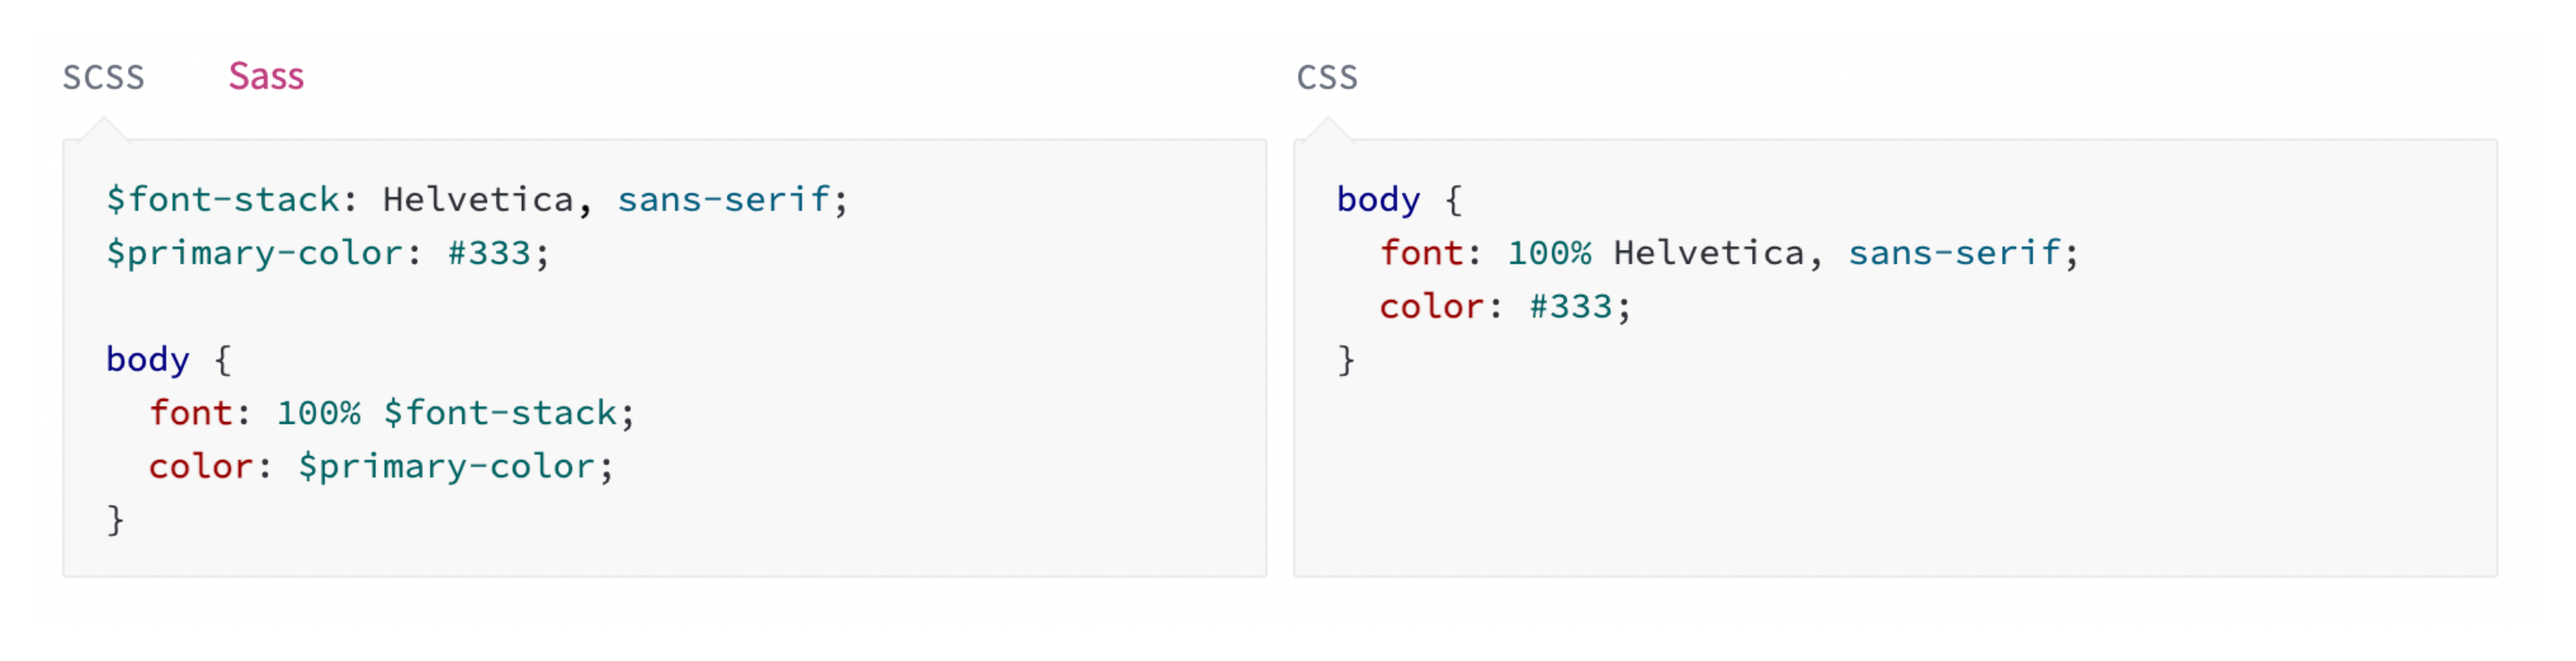 SCSS Sass
$font-stack: Helvetica, sans-serif;
$primary-color: #333;

body {
  font: 100% $font-stack;
  color: $primary-color;
}
CSS
body {
  font: 100% Helvetica, sans-serif;
  color: #333;
}